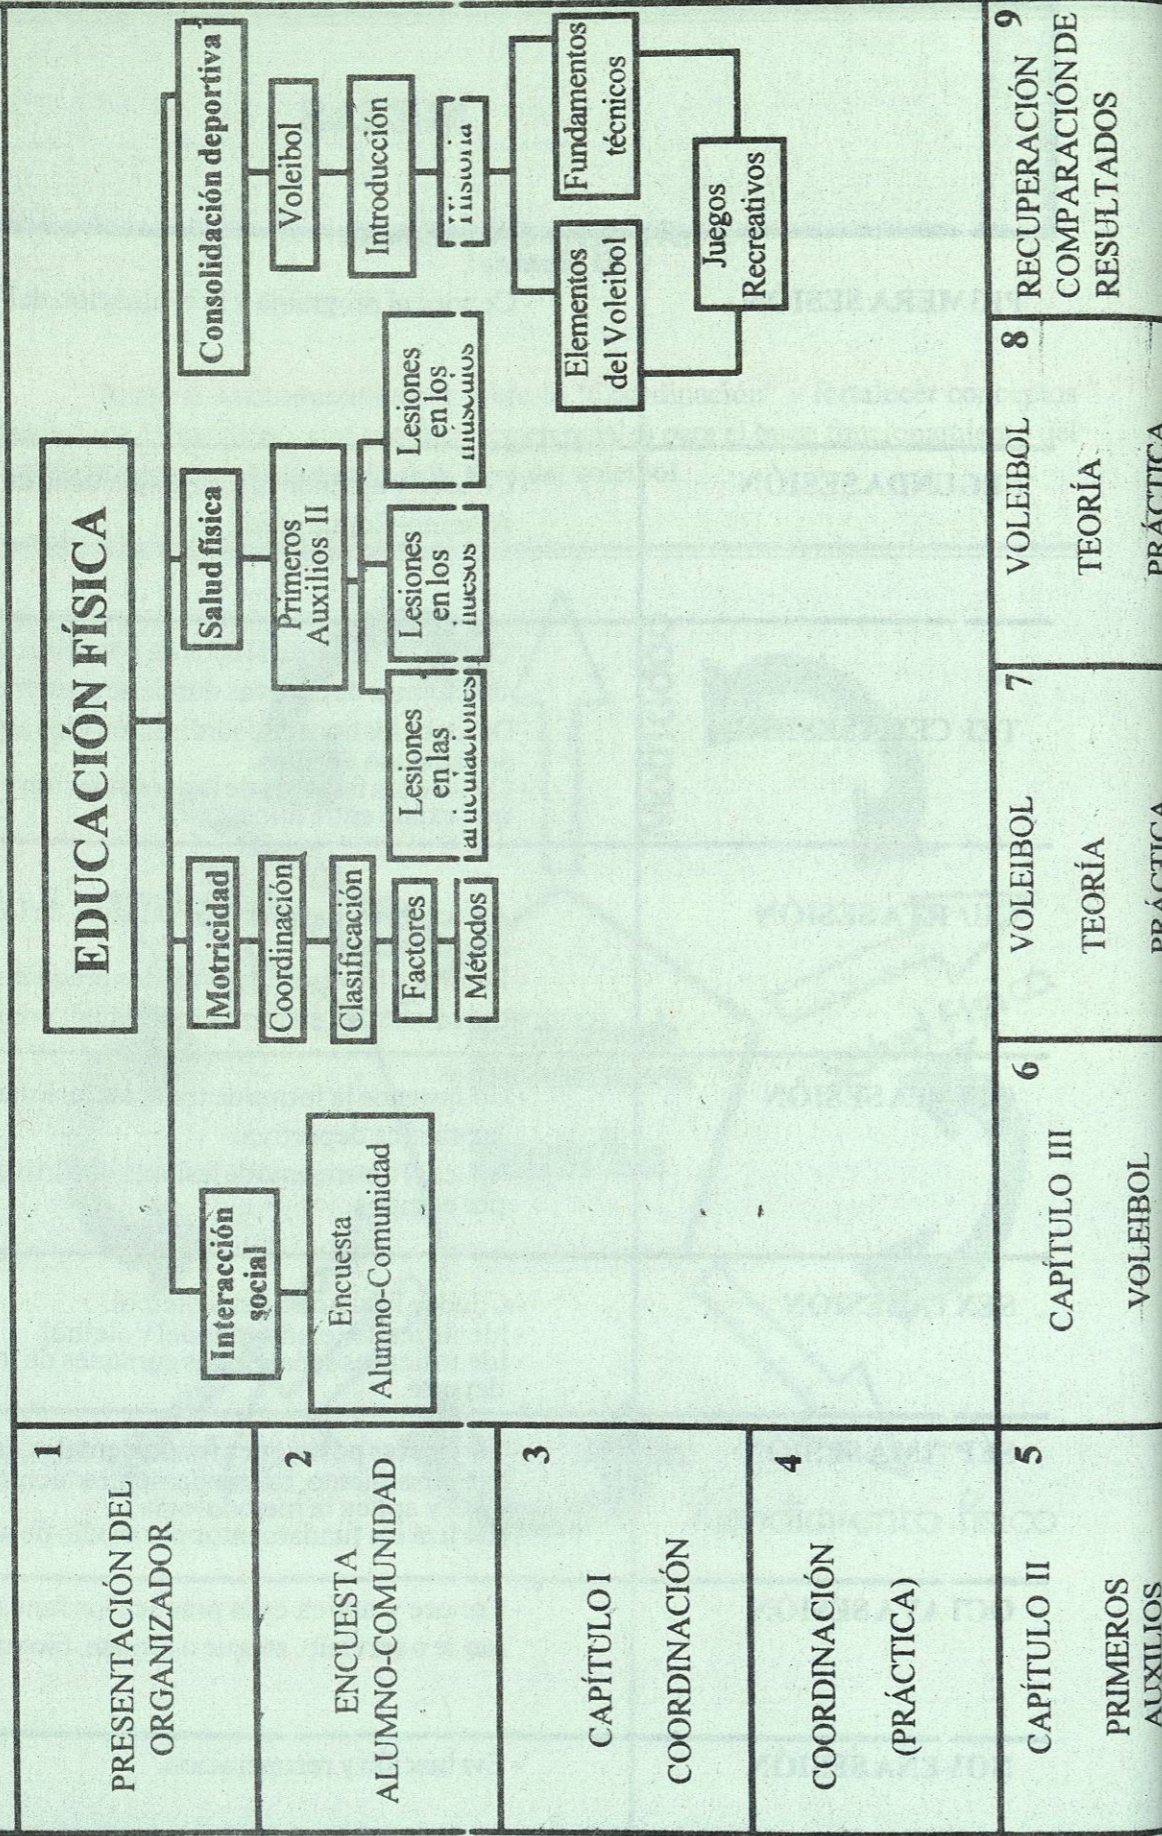 EDUCACIÓN FÍSICA
1
PRESENTACIÓN DEL
ORGANIZADOR
2
ENCUESTA
ALUMNO-COMUNIDAD
3
CAPÍTULO I
COORDINACIÓN
4
COORDINACIÓN
(PRÁCTICA)
5
CAPÍTULO II
PRIMEROS
AUXILIOS
Interacción
social
Encuesta
Alumno-Comunidad
Motricidad
Coordinación
Clasificación
Factores
Métodos
Salud física
Primeros
Auxilios II
Lesiones
en las
articulaciones
Lesiones
en los
huesos
Lesiones
en los
músculos
Consolidación deportiva
Voleibol
Introducción
Historia
Elementos
del Voleibol
Fundamentos
técnicos
Juegos
Recreativos
6
CAPÍTULO III
VOLEIBOL
7
VOLEIBOL
TEORÍA
PRÁCTICA
8
VOLEIBOL
TEORÍA
PRÁCTICA
9
RECUPERACIÓN
COMPARACIÓN DE
RESULTADOS